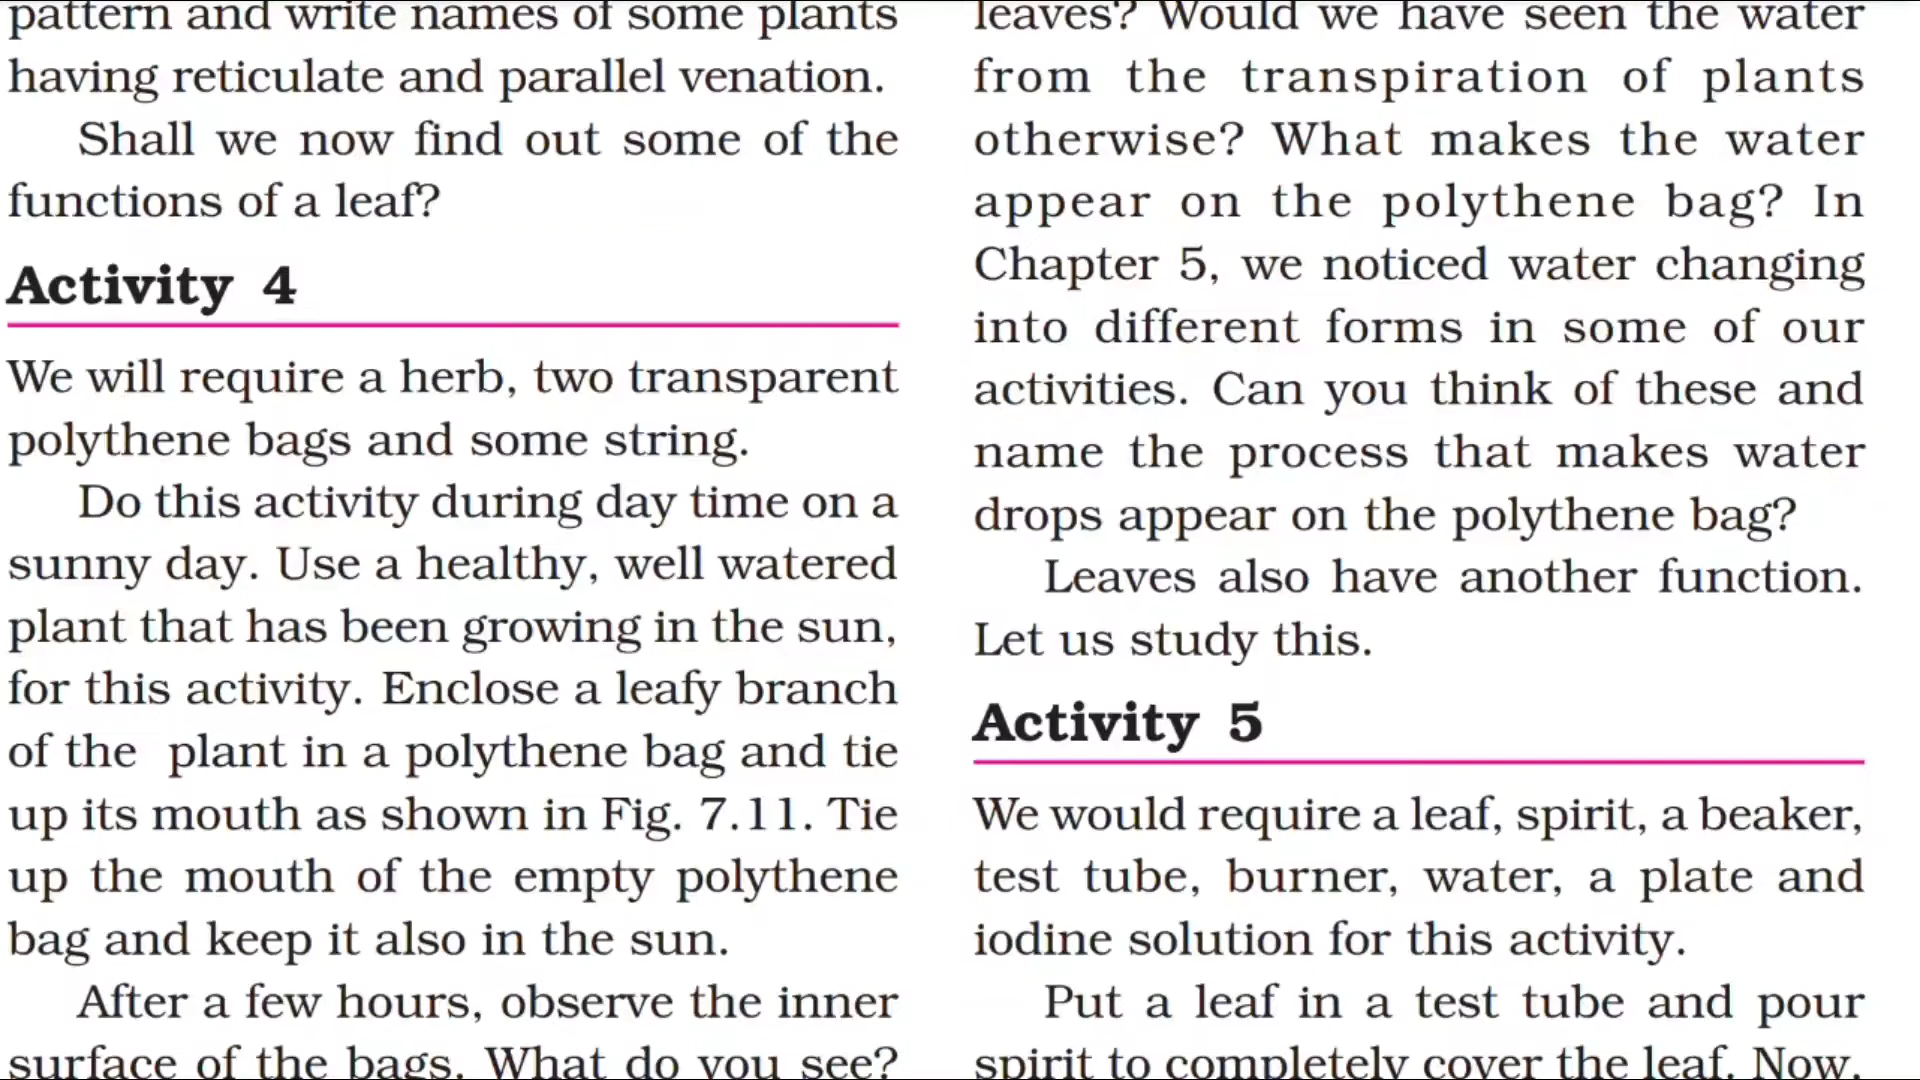 pattern and write names of some plants
having reticulate and parallel venation.
Shall we now find out some of the
functions of a leaf?
Activity 4
We will require a herb, two transparent
polythene bags and some string.
Do this activity during day time on a
sunny day. Use a healthy, well watered
plant that has been growing in the sun,
for this activity. Enclose a leafy branch
of the plant in a polythene bag and tie
up its mouth as shown in Fig. 7.11. Tie
up the mouth of the empty polythene
bag and keep it also in the sun.
After a few hours, observe the inner
surface of the bags. What do you see?
leaves? Would we have seen the water
from the transpiration of plants
otherwise? What makes the water
appear on the polythene bag? In
Chapter 5, we noticed water changing
into different forms in some of our
activities. Can you think of these and
name the process that makes water
drops appear on the polythene bag?
Leaves also have another function.
Let us study this.
Activity 5
We would require a leaf, spirit, a beaker,
test tube, burner, water, a plate and
iodine solution for this activity.
Put a leaf in a test tube and pour
spirit to completely cover the leaf. Now,